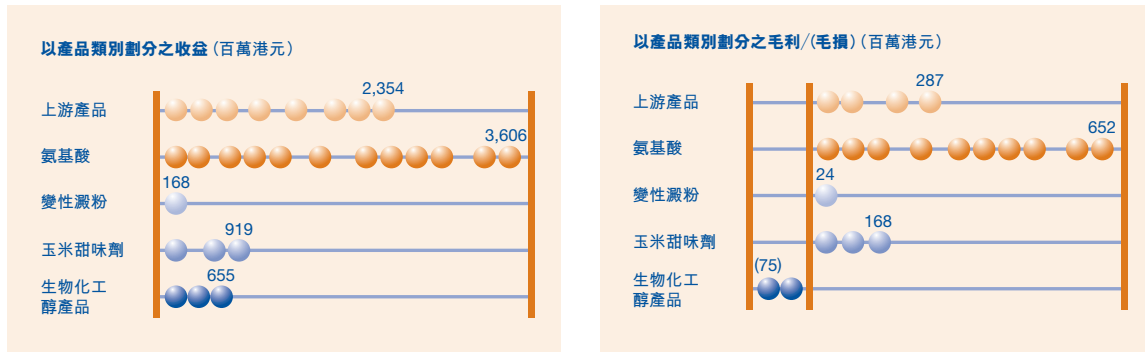 以產品類別劃分之收益(百萬港元)
上游產品 2,354
氨基酸 3,606
變性澱粉 168
玉米甜味劑 919
生物化工 655
醇產品
以產品類別劃分之毛利/(毛損)(百萬港元)
上游產品 287
氨基酸 652
變性澱粉 24
玉米甜味劑 168
生物化工 (75)
醇產品